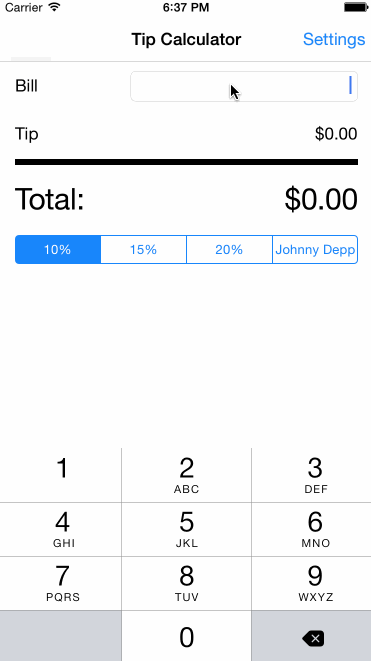 Carrier 6:37 PM
Tip Calculator Settings
Bill
Tip $0.00
Total: $0.00
10% 15% 20% Johnny Depp
1 2 3
ABC DEF
4 5 6
GHI JKL MNO
7 8 9
PQRS TUV WXYZ
0